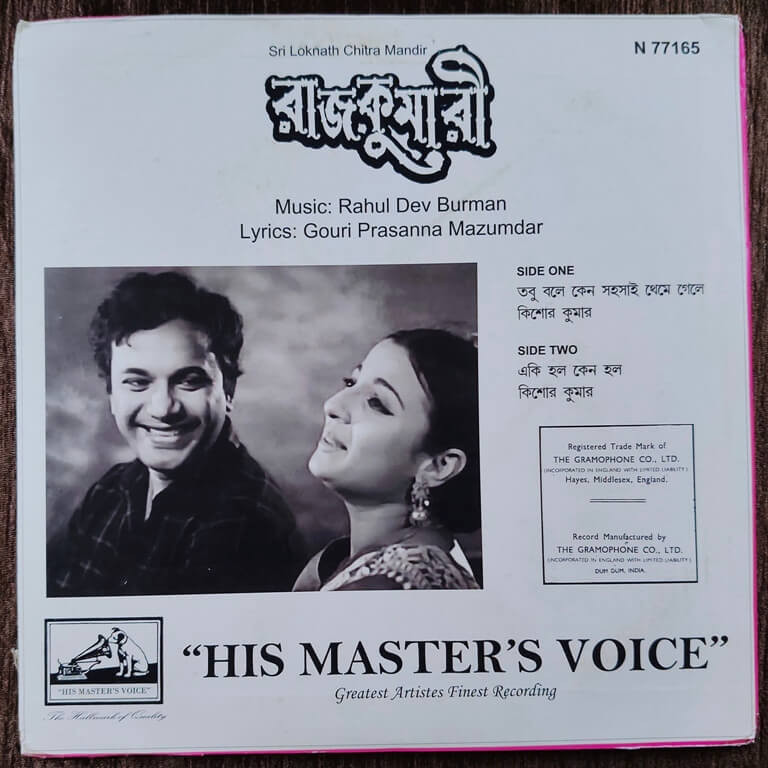 Sri Loknath Chitra Mandir
N 77165
রাজকুমারী
Music: Rahul Dev Burman
Lyrics: Gouri Prasanna Mazumdar
SIDE ONE
তবু বলে কেন সহসাই থেমে গেলে
কিশোর কুমার
SIDE TWO
একি হল কেন হল
কিশোর কুমার
Registered Trade Mark of
THE GRAMOPHONE CO., LTD.
(INCORPORATED IN ENGLAND WITH LIMITED LIABILITY)
Hayes, Middlesex, England.
Record Manufactured by
THE GRAMOPHONE CO., LTD.
(INCORPORATED IN ENGLAND WITH LIMITED LIABILITY)
DUM DUM, INDIA.
"HIS MASTER'S VOICE"
"HIS MASTER'S VOICE"
Greatest Artistes Finest Recording
The Hallmark of Quality